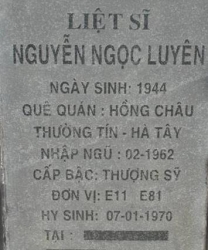 LIỆT SĨ
NGUYỄN NGỌC LUYÊN
NGÀY SINH: 1944
QUÊ QUÁN: HỒNG CHÂU
THƯỜNG TÍN - HÀ TÂY
NHẬP NGŨ : 02-1962
CẤP BẬC: THƯỢNG SỸ
ĐƠN VỊ: E11 E81
HY SINH: 07-01-1970
TẠI :